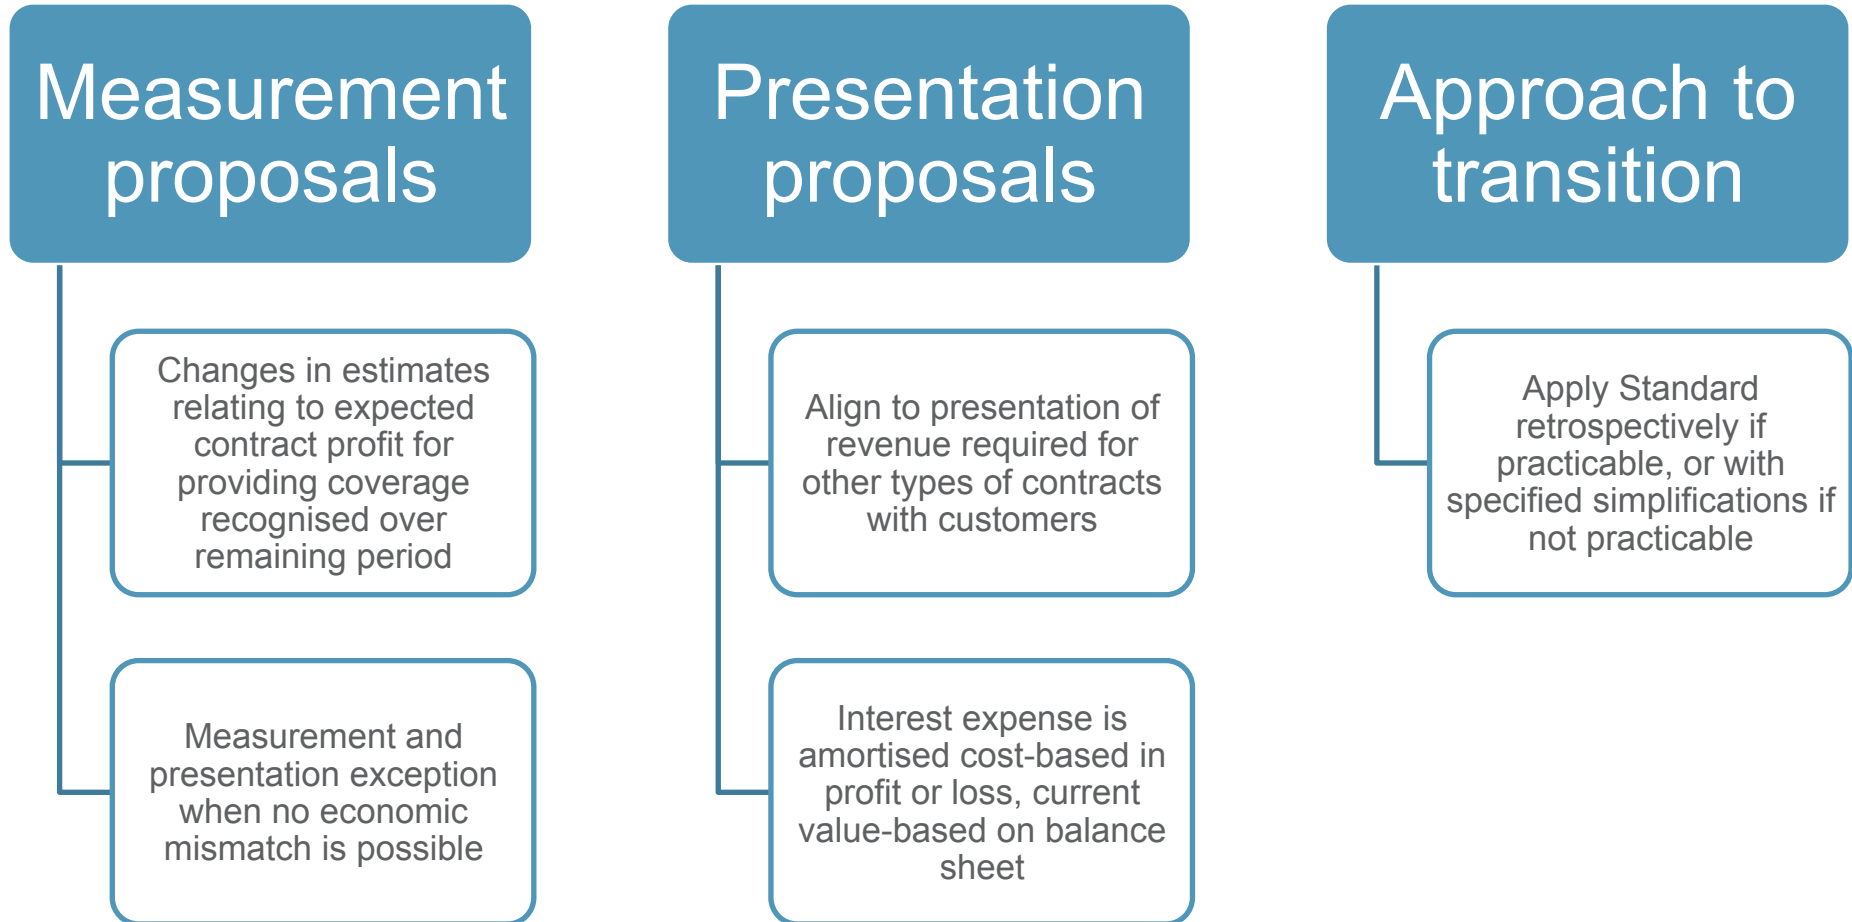 Measurement
proposals
Changes in estimates
relating to expected
contract profit for
providing coverage
recognised over
remaining period
Measurement and
presentation exception
when no economic
mismatch is possible
Presentation
proposals
Align to presentation of
revenue required for
other types of contracts
with customers
Interest expense is
amortised cost-based in
profit or loss, current
value-based on balance
sheet
Approach to
transition
Apply Standard
retrospectively if
practicable, or with
specified simplifications if
not practicable